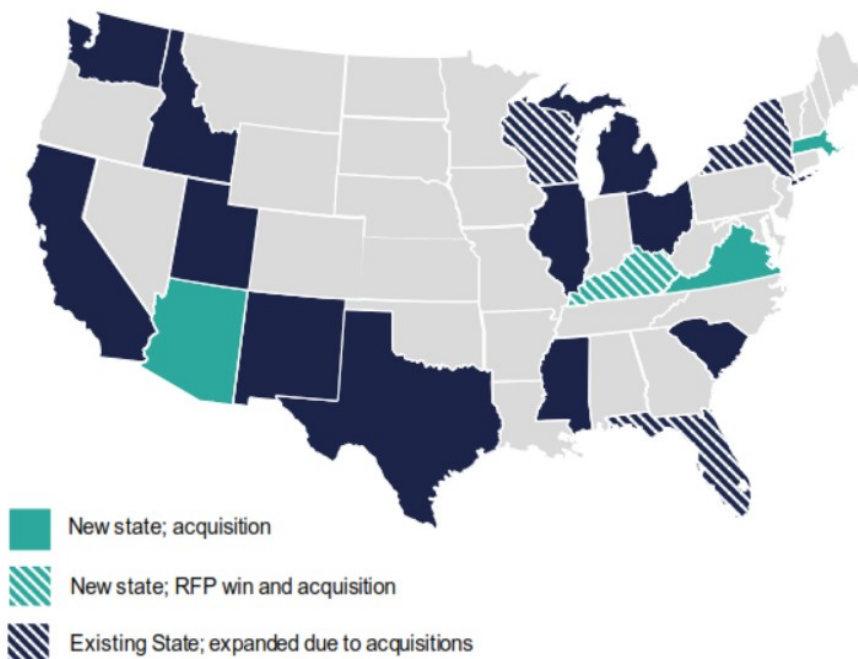 New state; acquisition
New state; RFP win and acquisition
Existing State; expanded due to acquisitions